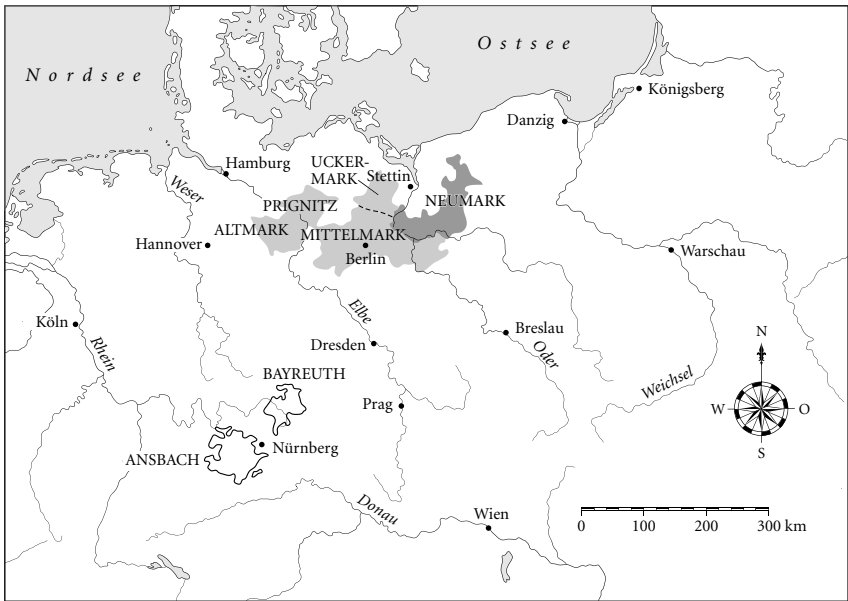 Nordsee
Ostsee
Königsberg
Danzig
Hamburg
UCKER-
MARK
Stettin
Weser
PRIGNITZ
NEUMARK
ALTMARK
MITTELMARK
Hannover
Berlin
Warschau
Elbe
Köln
Breslau
Rhein
Dresden
Oder
N
BAYREUTH
Weichsel
Prag
W
O
Nürnberg
S
ANSBACH
Donau
Wien
0 100 200 300 km